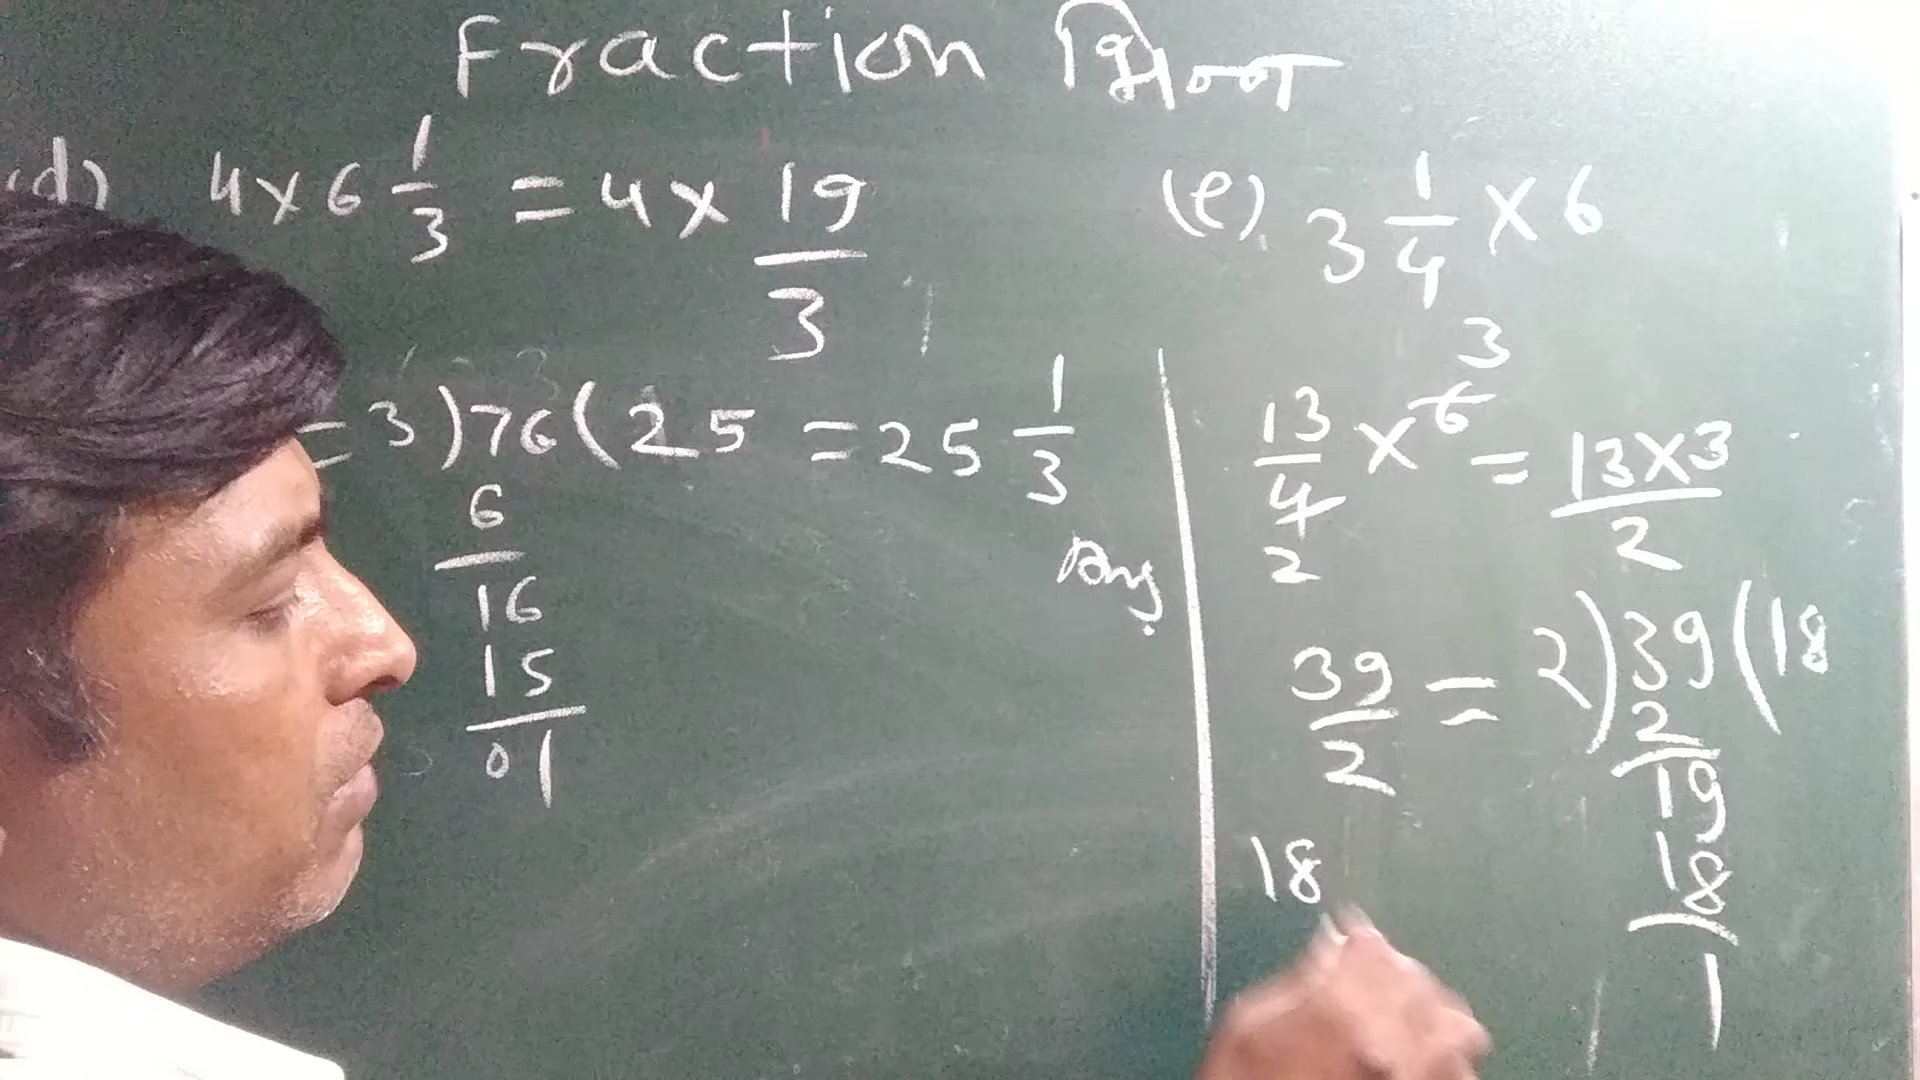 Fraction भिन्न
(d) 4 × 6 1/3 = 4 × 19/3
= 3)76(25 = 25 1/3
6
16
15
01
Ans
(e) 3 1/4 × 6
3
13/4 × 6 = 13×3/2
2
39/2 = 2)39(18
2
19
18
1
18